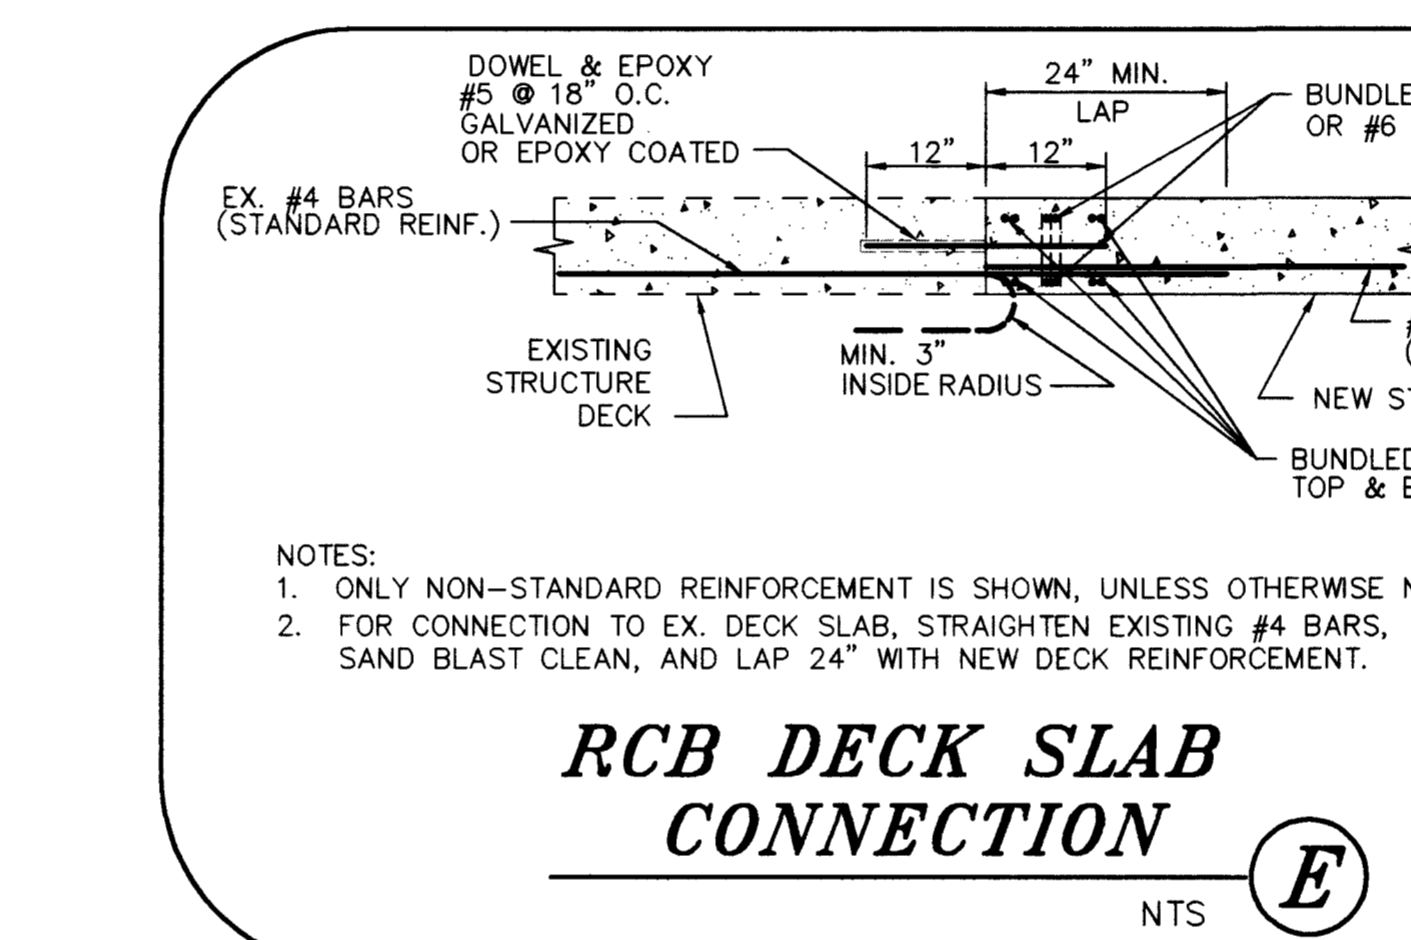 DOWEL & EPOXY
#5 @ 18" O.C.
GALVANIZED
OR EPOXY COATED
24" MIN.
LAP
BUNDLE
OR #6
12"
12"
EX. #4 BARS
(STANDARD REINF.)
EXISTING
STRUCTURE
DECK
MIN. 3"
INSIDE RADIUS
NEW
BUNDLED
TOP &
NOTES:
1. ONLY NON-STANDARD REINFORCEMENT IS SHOWN, UNLESS OTHERWISE
2. FOR CONNECTION TO EX. DECK SLAB, STRAIGHTEN EXISTING #4 BARS,
SAND BLAST CLEAN, AND LAP 24" WITH NEW DECK REINFORCEMENT.
RCB DECK SLAB
CONNECTION
E
NTS